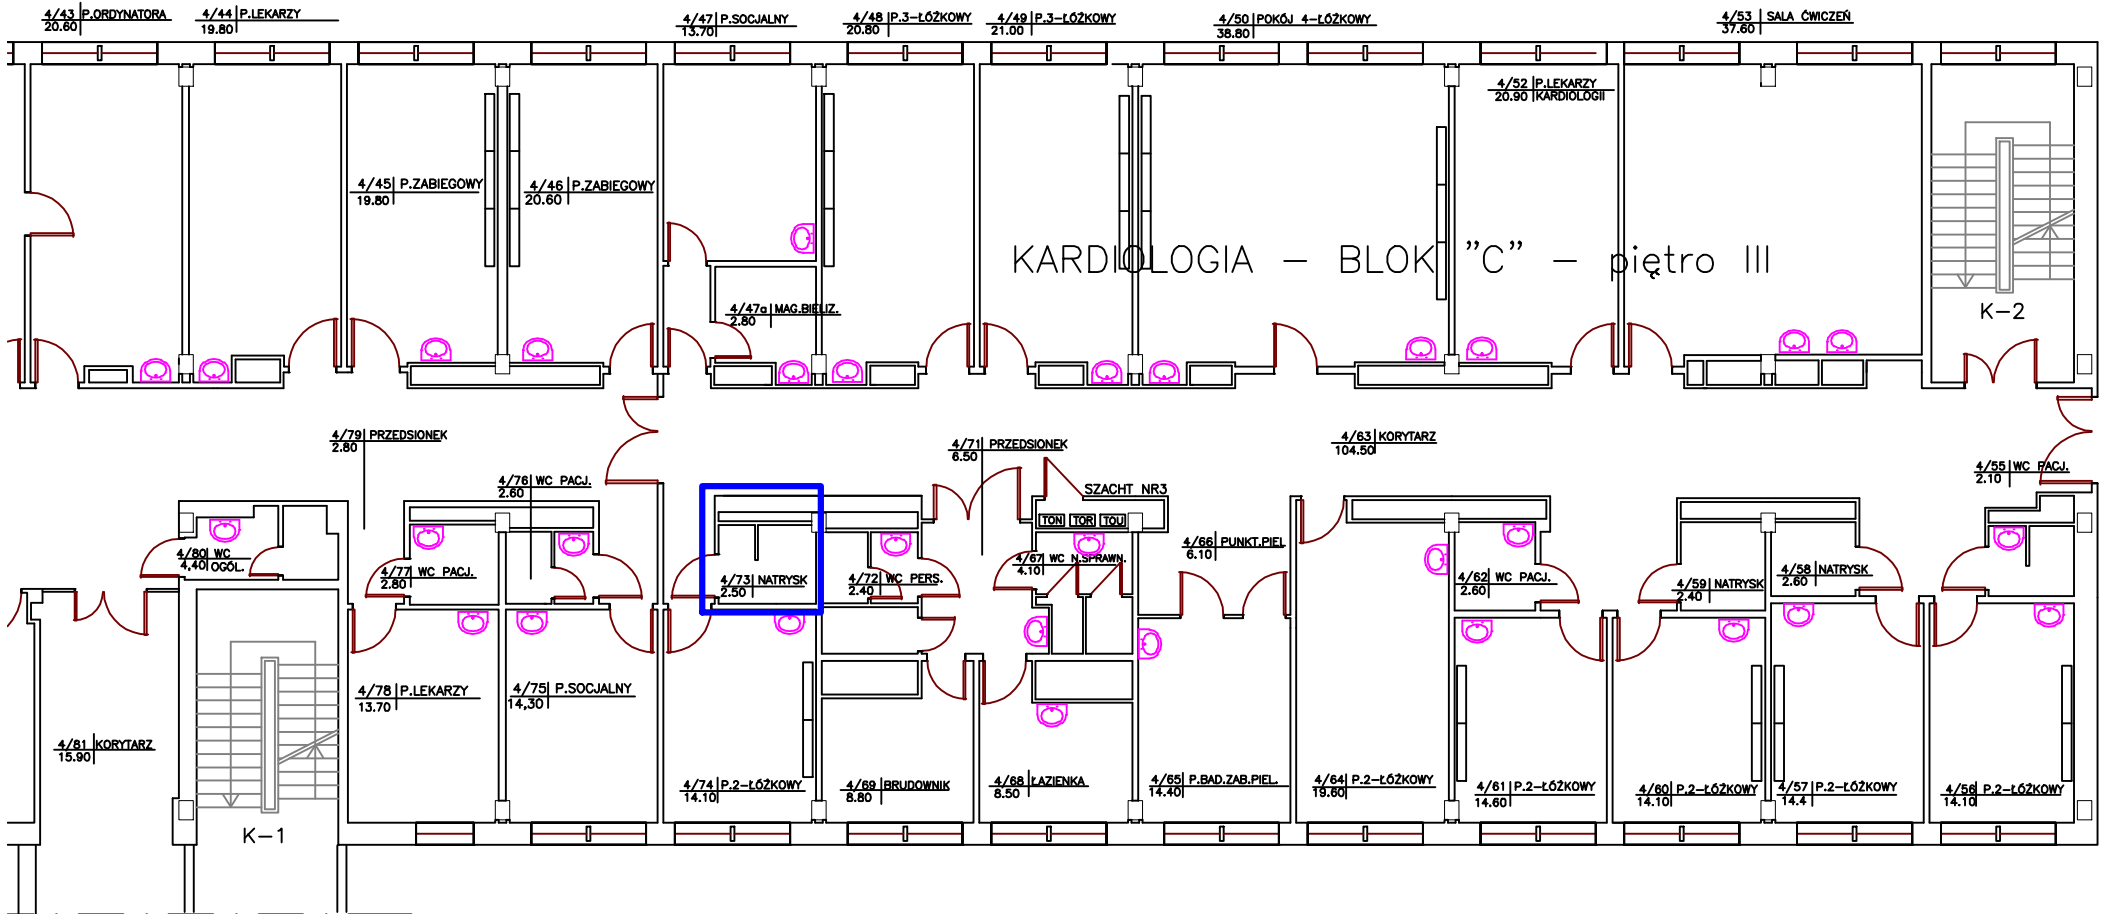 4/43 P.ORDYNATORA
20.60
4/44 P.LEKARZY
19.80
4/47 P.SOCJALNY
13.70
4/48 P.3-ŁÓŻKOWY
20.80
4/49 P.3-ŁÓŻKOWY
21.00
4/50 POKÓJ 4-ŁÓŻKOWY
38.80
4/53 SALA ĆWICZEŃ
37.60
4/52 P.LEKARZY
20.90 KARDIOLOGII
4/45 P.ZABIEGOWY
19.80
4/46 P.ZABIEGOWY
20.60
KARDIOLOGIA - BLOK "C" - piętro III
4/47a MAG.BIELIZ.
2.80
K-2
4/79 PRZEDSIONEK
2.80
4/71 PRZEDSIONEK
6.50
4/63 KORYTARZ
104.50
4/55 WC PACJ.
2.10
4/76 WC PACJ.
2.60
SZACHT NR3
TON TOR TOU
4/80 WC
4,40 OGÓL.
4/77 WC PACJ.
2.80
4/73 NATRYSK
2.50
4/72 WC PERS.
2.40
4/67 WC N.SPRAWN.
4.10
4/66 PUNKT.PIEL
6.10
4/62 WC PACJ.
2.60
4/59 NATRYSK
2.40
4/58 NATRYSK
2.60
4/78 P.LEKARZY
13.70
4/75 P.SOCJALNY
14,30
4/81 KORYTARZ
15.90
4/74 P.2-ŁÓŻKOWY
14.10
4/69 BRUDOWNIK
8.80
4/68 ŁAZIENKA
8.50
4/65 P.BAD.ZAB.PIEL.
14.40
4/64 P.2-ŁÓŻKOWY
19.60
4/61 P.2-ŁÓŻKOWY
14.60
4/60 P.2-ŁÓŻKOWY
14.10
4/57 P.2-ŁÓŻKOWY
14.4
4/56 P.2-ŁÓŻKOWY
14.10
K-1